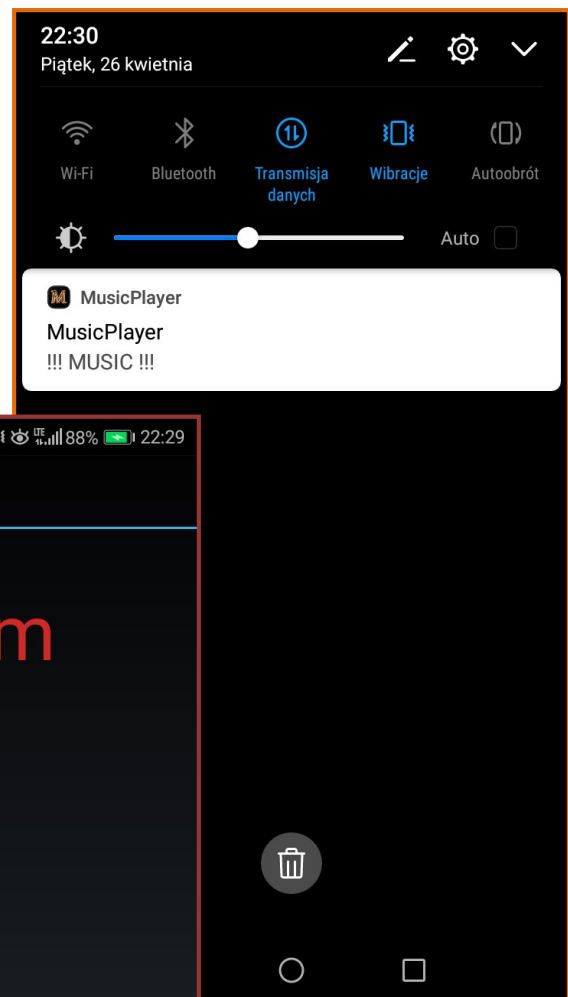 22:30
Piątek, 26 kwietnia
Wi-Fi
Bluetooth
Transmisja
danych
Wibracje
Autoobrót
Auto
MusicPlayer
MusicPlayer
!!! MUSIC !!!
LTE 88% 22:29
m